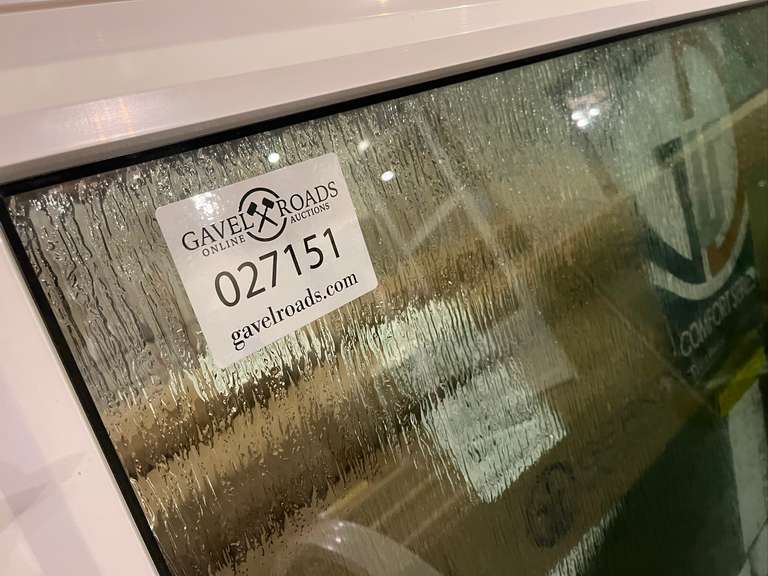 GAVEL ROADS
ONLINE AUCTIONS
027151
gavelroads.com